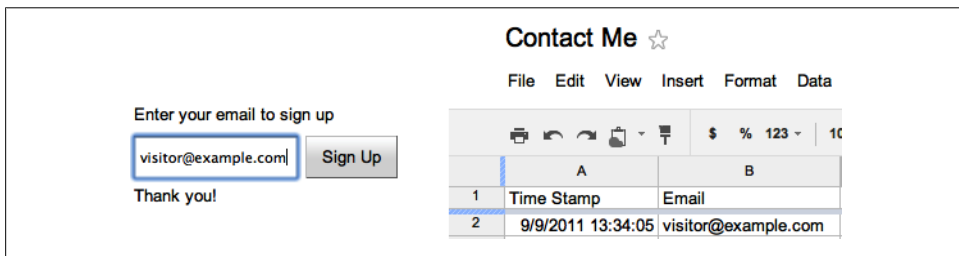 Enter your email to sign up
visitor@example.com
Sign Up
Thank you!
Contact Me
File Edit View Insert Format Data
$ % 123 10
A B
1 Time Stamp Email
2 9/9/2011 13:34:05 visitor@example.com